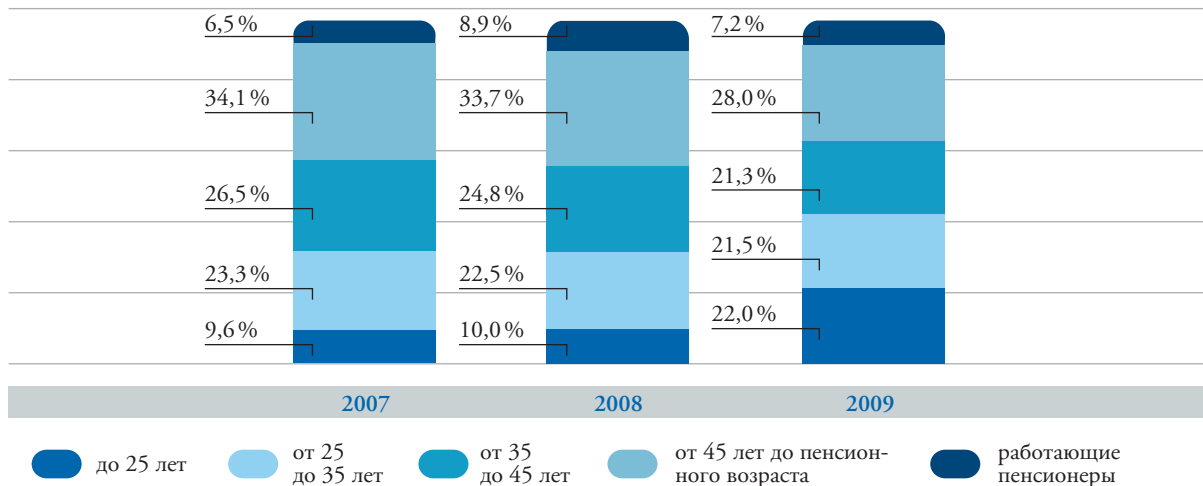 6,5 %
8,9 %
7,2 %
34,1 %
33,7 %
28,0 %
26,5 %
24,8 %
21,3 %
23,3 %
22,5 %
21,5 %
9,6 %
10,0 %
22,0 %
2007
2008
2009
до 25 лет
от 25
до 35 лет
от 35
до 45 лет
от 45 лет до пенсион-
ного возраста
работающие
пенсионеры